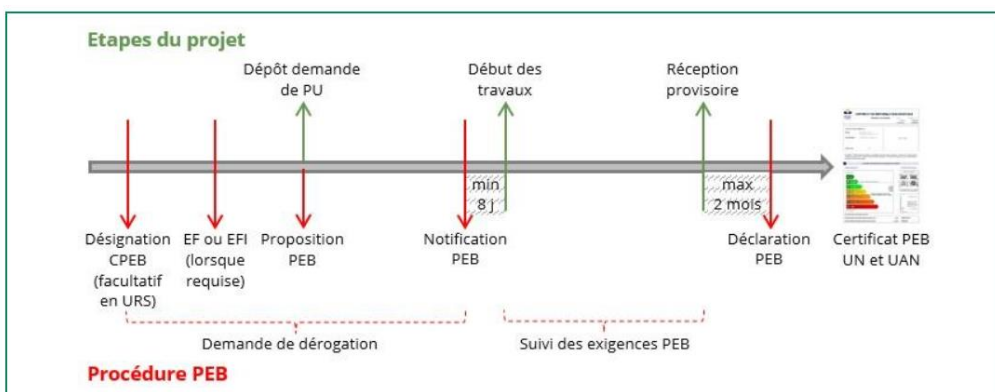 Etapes du projet
Dépôt demande
de PU
Début des
travaux
Réception
provisoire
min
8 j
max
2 mois
Désignation
CPEB
(facultatif
en URS)
EF ou EFI
(lorsque
requise)
Proposition
PEB
Notification
PEB
Déclaration
PEB
Certificat PEB
UN et UAN
Demande de dérogation
Suivi des exigences PEB
Procédure PEB